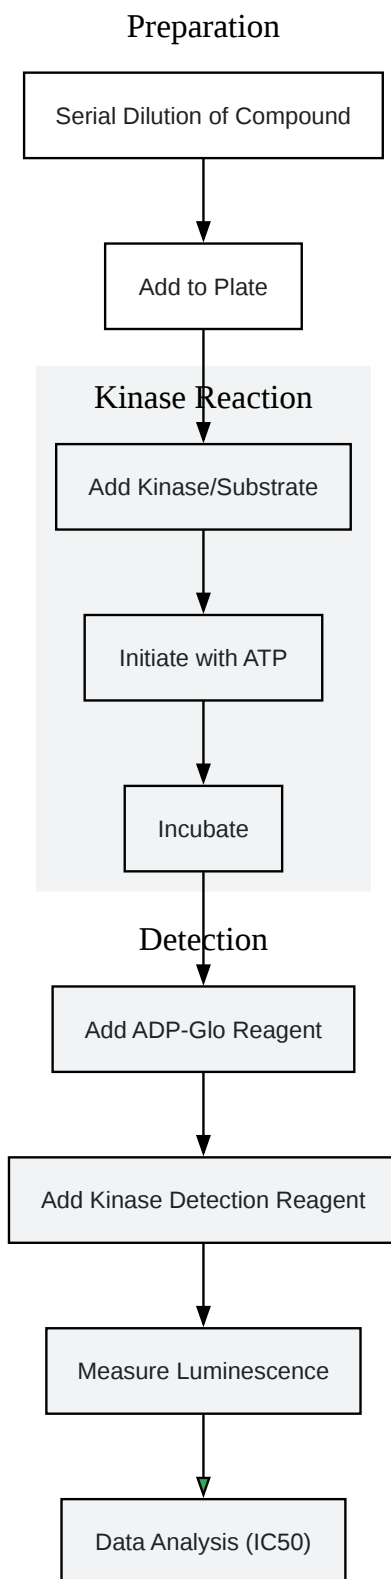 Preparation
Serial Dilution of Compound
Add to Plate
Kinase Reaction
Add Kinase/Substrate
Initiate with ATP
Incubate
Detection
Add ADP-Glo Reagent
Add Kinase Detection Reagent
Measure Luminescence
Data Analysis (IC50)